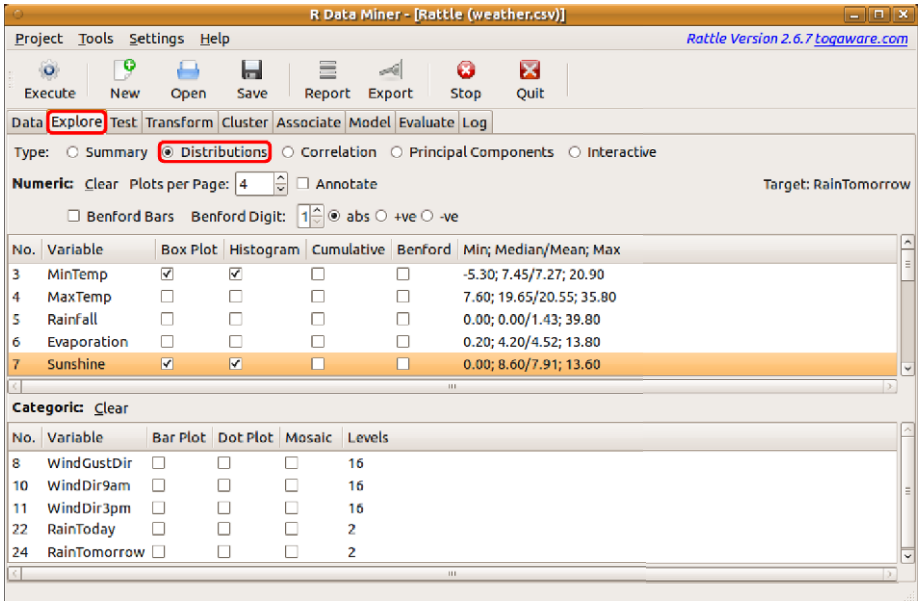 R Data Miner - [Rattle (weather.csv)]
Project Tools Settings Help Rattle Version 2.6.7 togaware.com
Execute New Open Save Report Export Stop Quit
Data Explore Test Transform Cluster Associate Model Evaluate Log
Type: Summary Distributions Correlation Principal Components Interactive
Numeric: Clear Plots per Page: 4 Annotate Target: RainTomorrow
Benford Bars Benford Digit: 1 abs +ve -ve
No. Variable Box Plot Histogram Cumulative Benford Min; Median/Mean; Max
3 MinTemp -5.30; 7.45/7.27; 20.90
4 MaxTemp 7.60; 19.65/20.55; 35.80
5 Rainfall 0.00; 0.00/1.43; 39.80
6 Evaporation 0.20; 4.20/4.52; 13.80
7 Sunshine 0.00; 8.60/7.91; 13.60
Categoric: Clear
No. Variable Bar Plot Dot Plot Mosaic Levels
8 WindGustDir 16
10 WindDir9am 16
11 WindDir3pm 16
22 RainToday 2
24 RainTomorrow 2